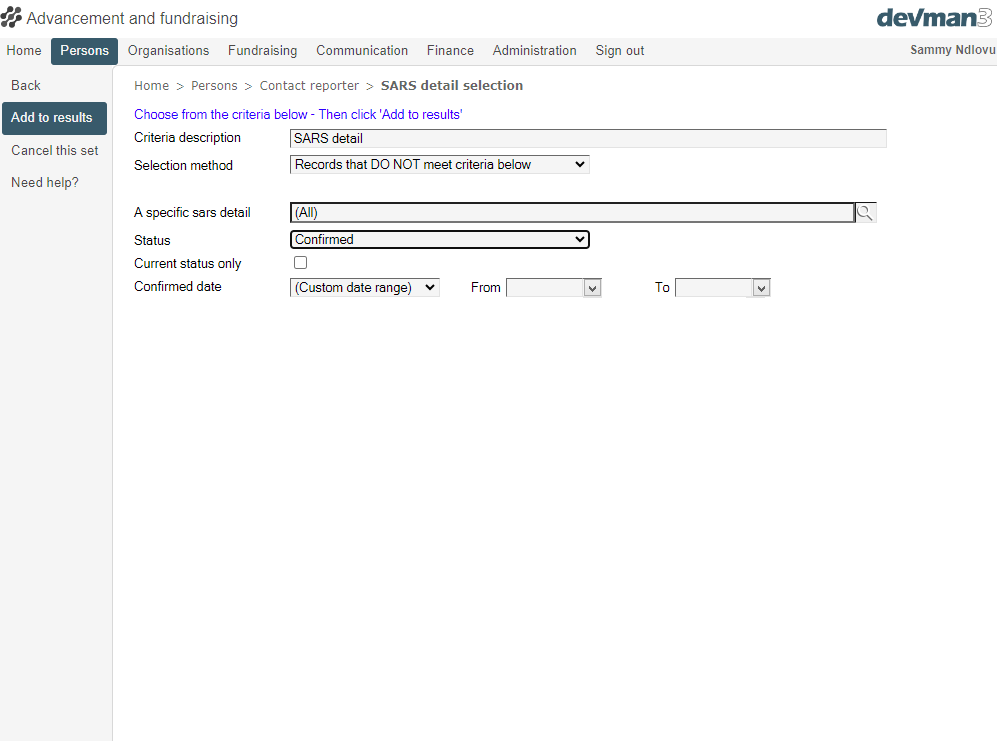 Advancement and fundraising
devman3
Home Persons Organisations Fundraising Communication Finance Administration Sign out Sammy Ndlovu
Back
Add to results
Cancel this set
Need help?
Home > Persons > Contact reporter > SARS detail selection
Choose from the criteria below - Then click 'Add to results'
Criteria description SARS detail
Selection method Records that DO NOT meet criteria below
A specific sars detail (All)
Status Confirmed
Current status only
Confirmed date (Custom date range) From To